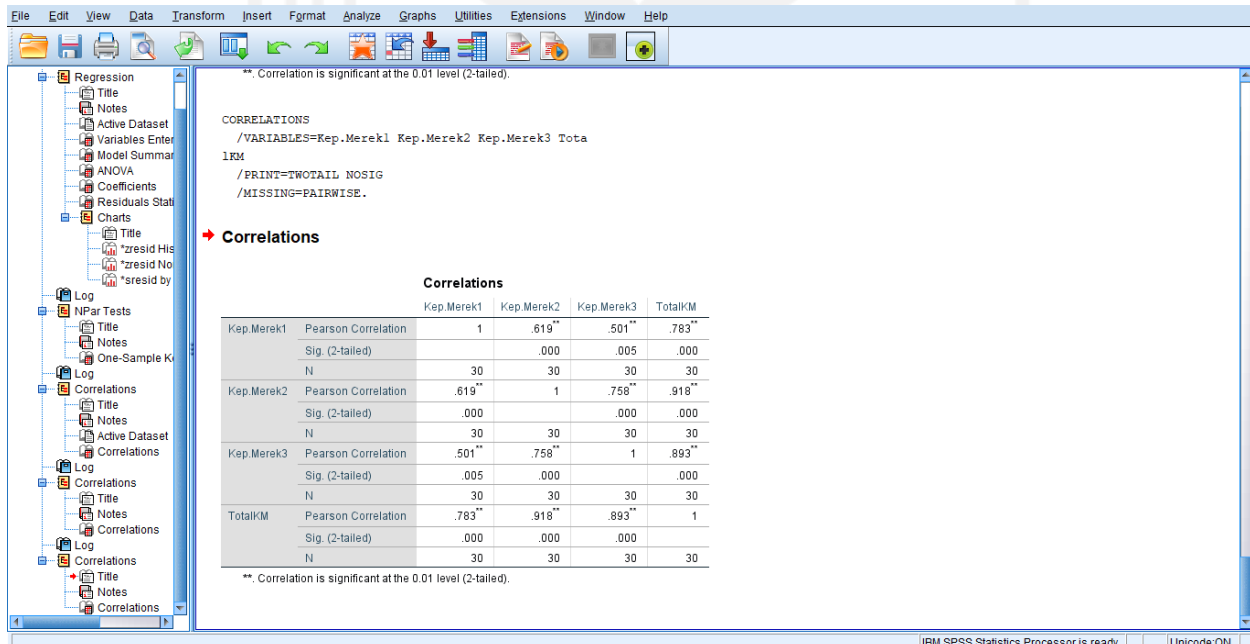 File Edit View Data Transform Insert Format Analyze Graphs Utilities Extensions Window Help
Regression
Title
Notes
Active Dataset
Variables Enter
Model Summar
ANOVA
Coefficients
Residuals Stati
Charts
Title
*zresid His
*zresid No
*sresid by
Log
NPar Tests
Title
Notes
One-Sample Ko
Log
Correlations
Title
Notes
Active Dataset
Correlations
Log
Correlations
Title
Notes
Correlations
Log
Correlations
Title
Notes
Correlations
**. Correlation is significant at the 0.01 level (2-tailed).
CORRELATIONS
/VARIABLES=Kep.Merek1 Kep.Merek2 Kep.Merek3 Tota
lKM
/PRINT=TWOTAIL NOSIG
/MISSING=PAIRWISE.
Correlations
Correlations
Kep.Merek1 Kep.Merek2 Kep.Merek3 TotalKM
Kep.Merek1 Pearson Correlation 1 .619** .501** .783**
Sig. (2-tailed) .000 .005 .000
N 30 30 30 30
Kep.Merek2 Pearson Correlation .619** 1 .758** .918**
Sig. (2-tailed) .000 .000 .000
N 30 30 30 30
Kep.Merek3 Pearson Correlation .501** .758** 1 .893**
Sig. (2-tailed) .005 .000 .000
N 30 30 30 30
TotalKM Pearson Correlation .783** .918** .893** 1
Sig. (2-tailed) .000 .000 .000
N 30 30 30 30
**. Correlation is significant at the 0.01 level (2-tailed).
IBM SPSS Statistics Processor is ready Unicode:ON